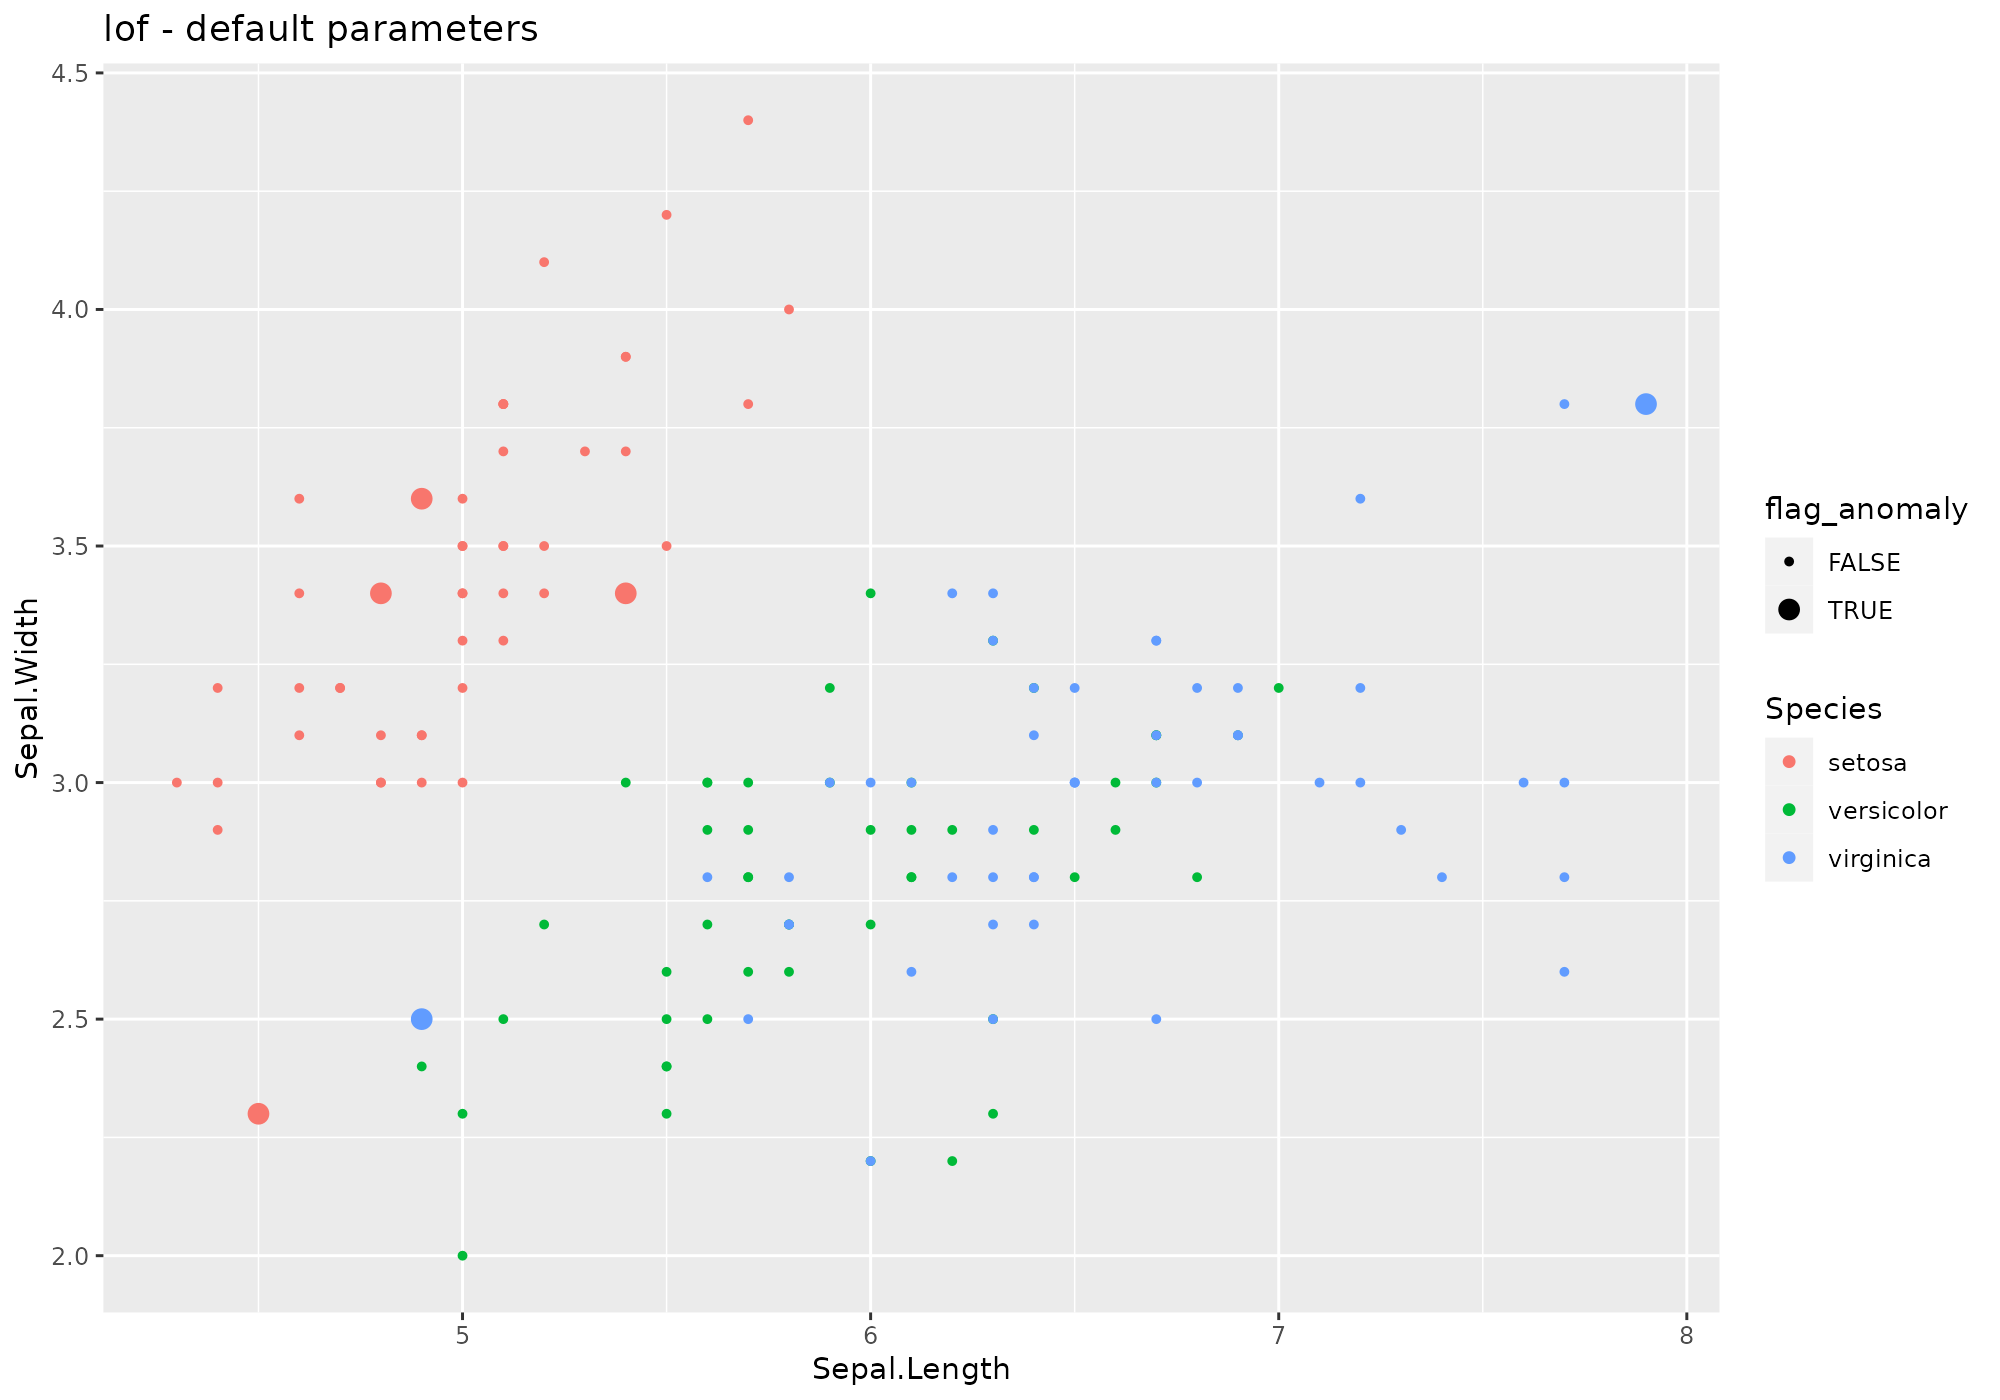 lof - default parameters
4.5
4.0
3.5
3.0
2.5
2.0
Sepal.Width
5
6
7
8
Sepal.Length
flag_anomaly
FALSE
TRUE
Species
setosa
versicolor
virginica